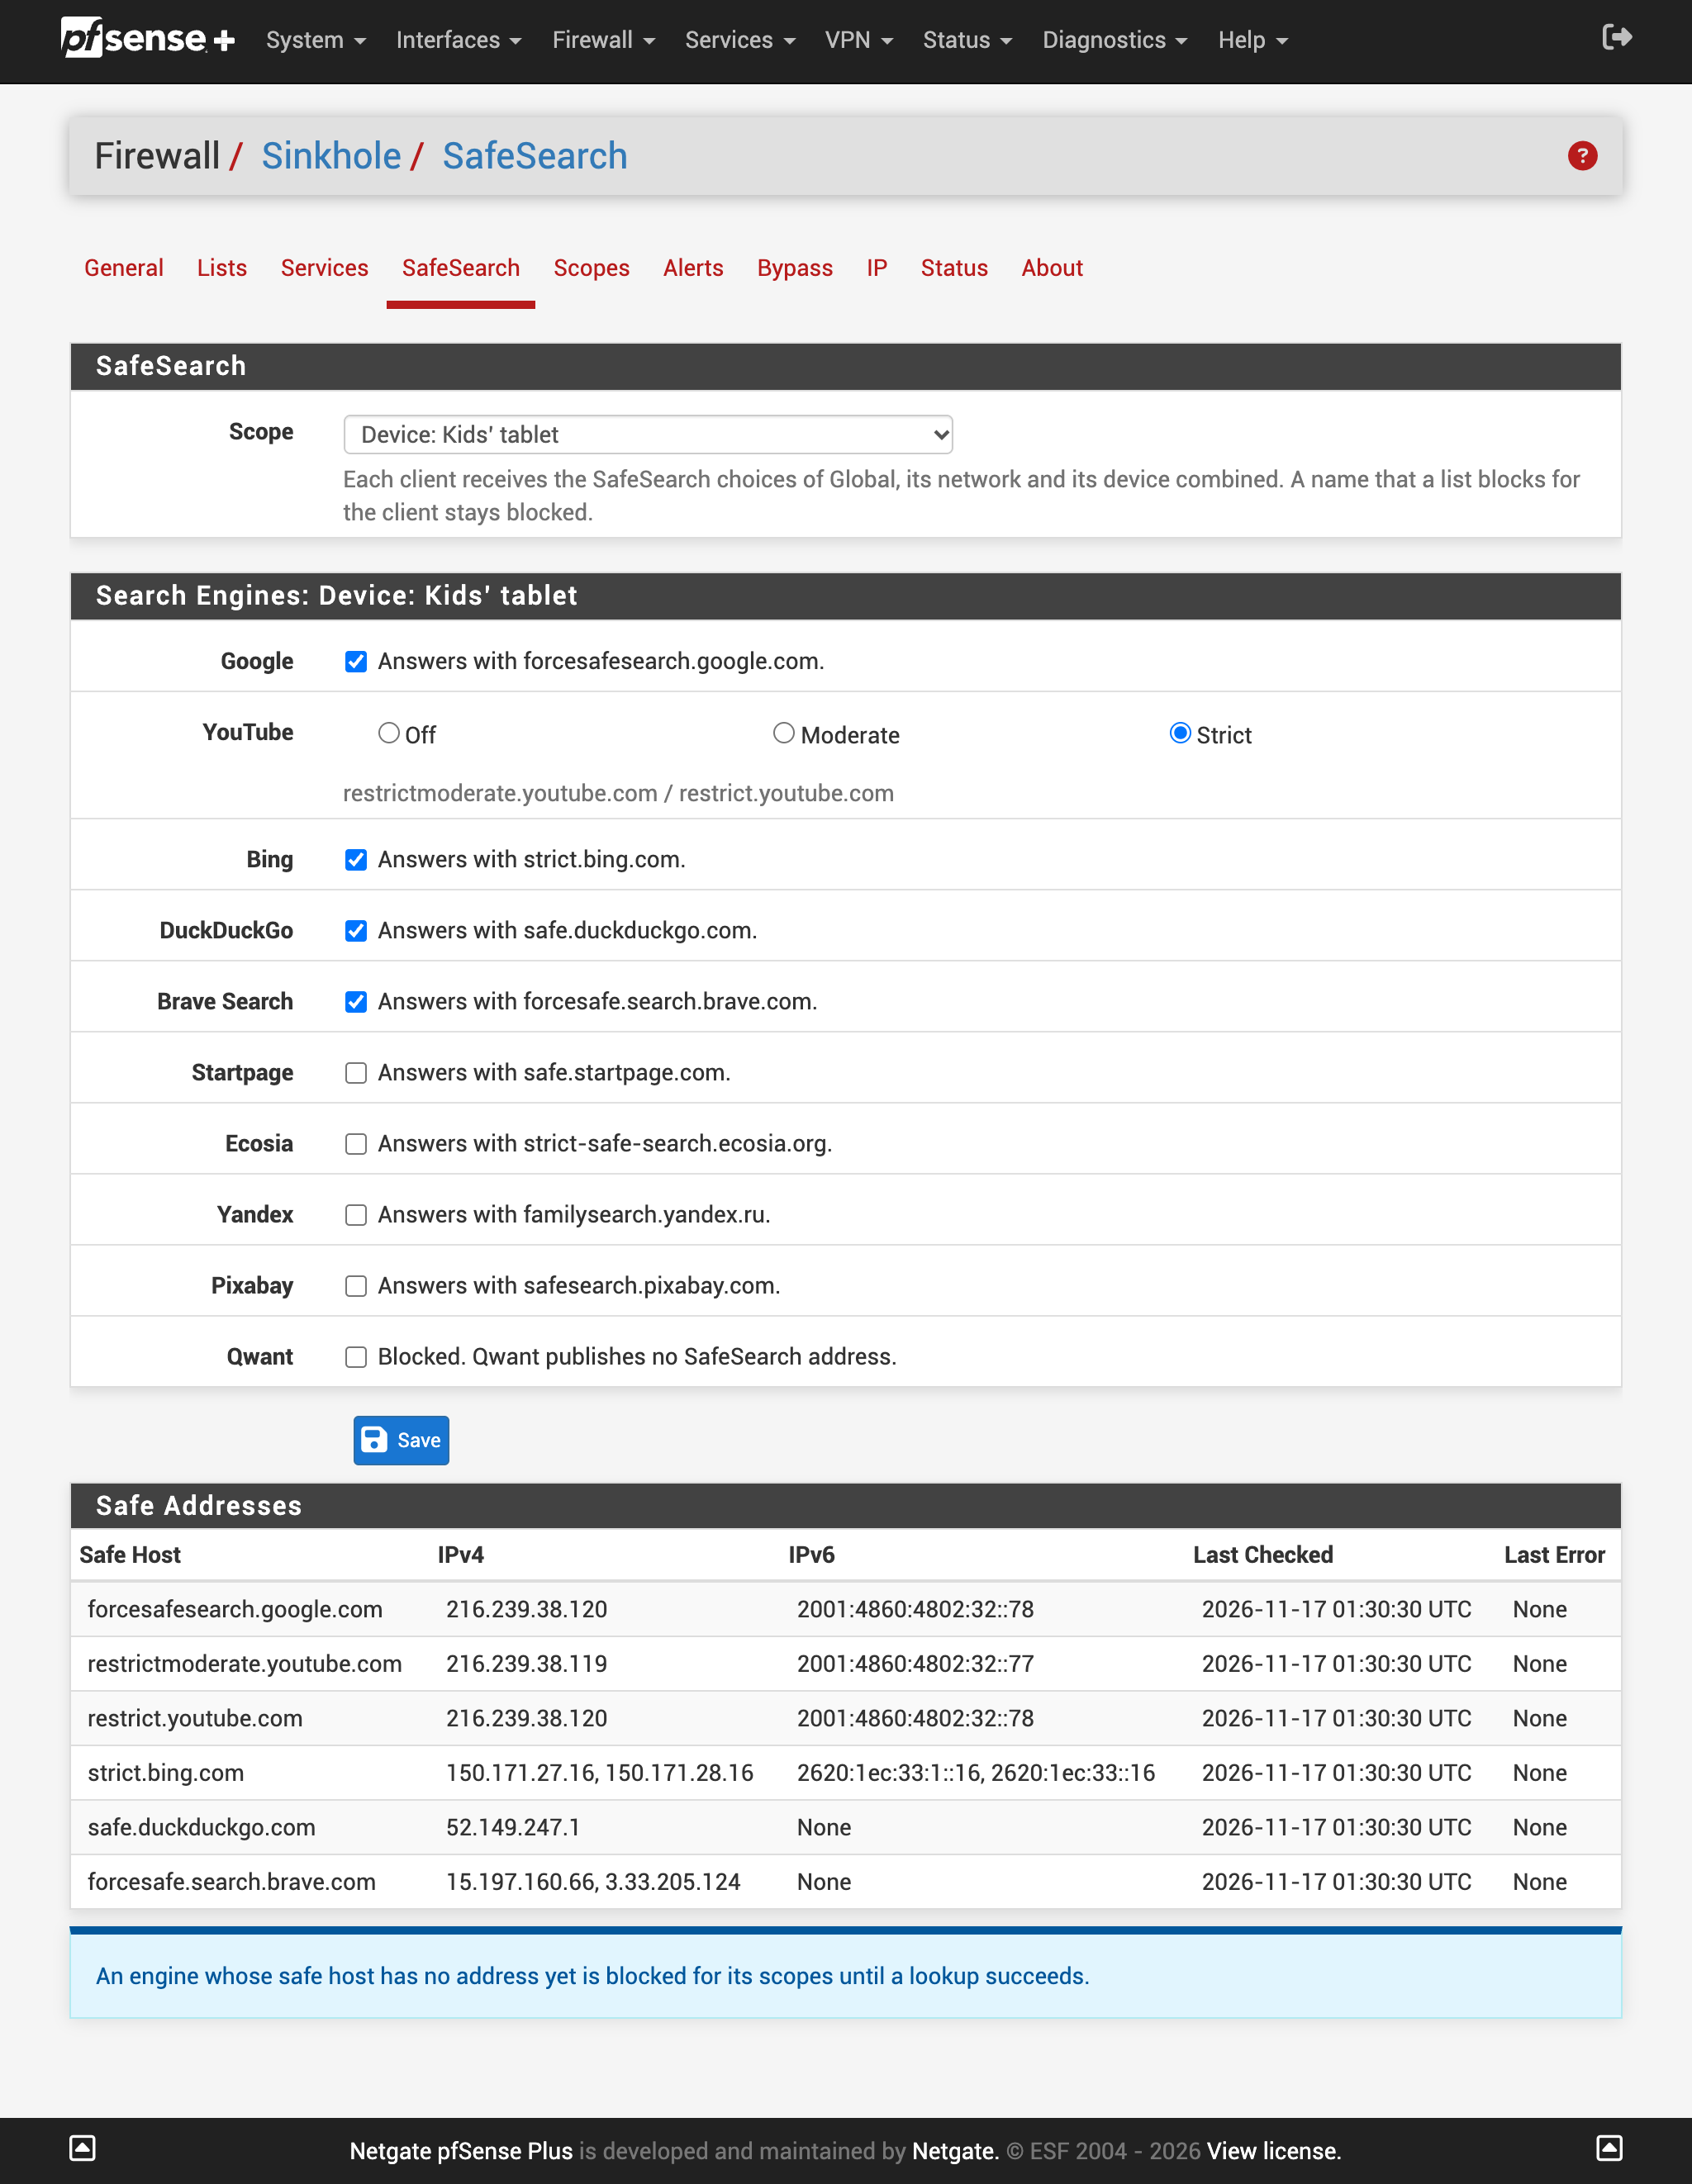 pfsense+ System Interfaces Firewall Services VPN Status Diagnostics Help
Firewall / Sinkhole / SafeSearch ?
General Lists Services SafeSearch Scopes Alerts Bypass IP Status About
SafeSearch
Scope Device: Kids' tablet
Each client receives the SafeSearch choices of Global, its network and its device combined. A name that a list blocks for
the client stays blocked.
Search Engines: Device: Kids' tablet
Google Answers with forcesafesearch.google.com.
YouTube Off Moderate Strict
restrictmoderate.youtube.com / restrict.youtube.com
Bing Answers with strict.bing.com.
DuckDuckGo Answers with safe.duckduckgo.com.
Brave Search Answers with forcesafe.search.brave.com.
Startpage Answers with safe.startpage.com.
Ecosia Answers with strict-safe-search.ecosia.org.
Yandex Answers with familysearch.yandex.ru.
Pixabay Answers with safesearch.pixabay.com.
Qwant Blocked. Qwant publishes no SafeSearch address.
Save
Safe Addresses
Safe Host IPv4 IPv6 Last Checked Last Error
forcesafesearch.google.com 216.239.38.120 2001:4860:4802:32::78 2026-11-17 01:30:30 UTC None
restrictmoderate.youtube.com 216.239.38.119 2001:4860:4802:32::77 2026-11-17 01:30:30 UTC None
restrict.youtube.com 216.239.38.120 2001:4860:4802:32::78 2026-11-17 01:30:30 UTC None
strict.bing.com 150.171.27.16, 150.171.28.16 2620:1ec:33:1::16, 2620:1ec:33::16 2026-11-17 01:30:30 UTC None
safe.duckduckgo.com 52.149.247.1 None 2026-11-17 01:30:30 UTC None
forcesafe.search.brave.com 15.197.160.66, 3.33.205.124 None 2026-11-17 01:30:30 UTC None
An engine whose safe host has no address yet is blocked for its scopes until a lookup succeeds.
Netgate pfSense Plus is developed and maintained by Netgate. © ESF 2004 - 2026 View license.